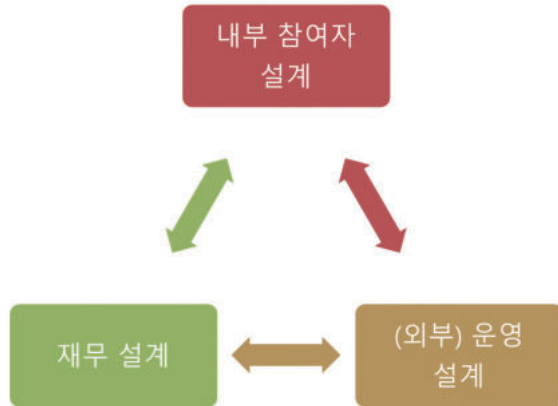 내부 참여자
설계
재무 설계
(외부) 운영
설계